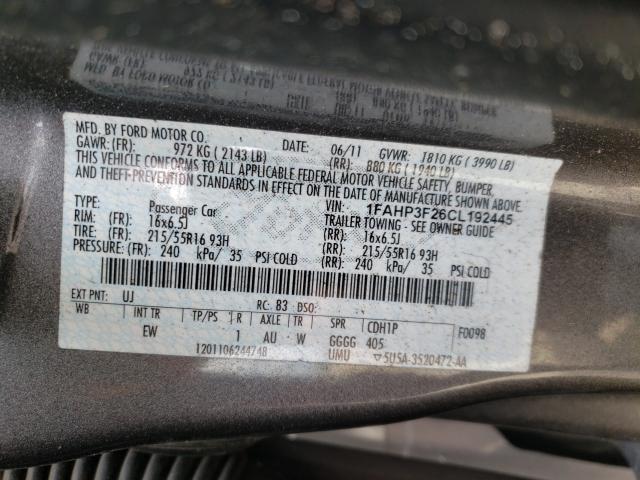 MFD. BY FORD MOTOR CO.
DATE: 06/11 GVWR: 1810 KG ( 3990 LB)
GAWR: (FR): 972 KG ( 2143 LB) (RR): 880 KG ( 1940 LB)
THIS VEHICLE CONFORMS TO ALL APPLICABLE FEDERAL MOTOR VEHICLE SAFETY, BUMPER,
AND THEFT-PREVENTION STANDARDS IN EFFECT ON THE DATE OF MANUFACTURE SHOWN ABOVE.
VIN: 1FAHP3F26CL192445
TYPE: Passenger Car TRAILER TOWING - SEE OWNER GUIDE
RIM: (FR): 16x6.5J (RR): 16x6.5J
TIRE: (FR): 215/55R16 93H (RR): 215/55R16 93H
PRESSURE: (FR): 240 kPa/ 35 PSI COLD (RR): 240 kPa/ 35 PSI COLD
EXT PNT: UJ RC: 83 DSO:
WB INT TR TP/PS R AXLE TR SPR CDH1P F0098
EW 1 AU W GGGG 405
1201106244748 UMU 5U5A-3520472-AA